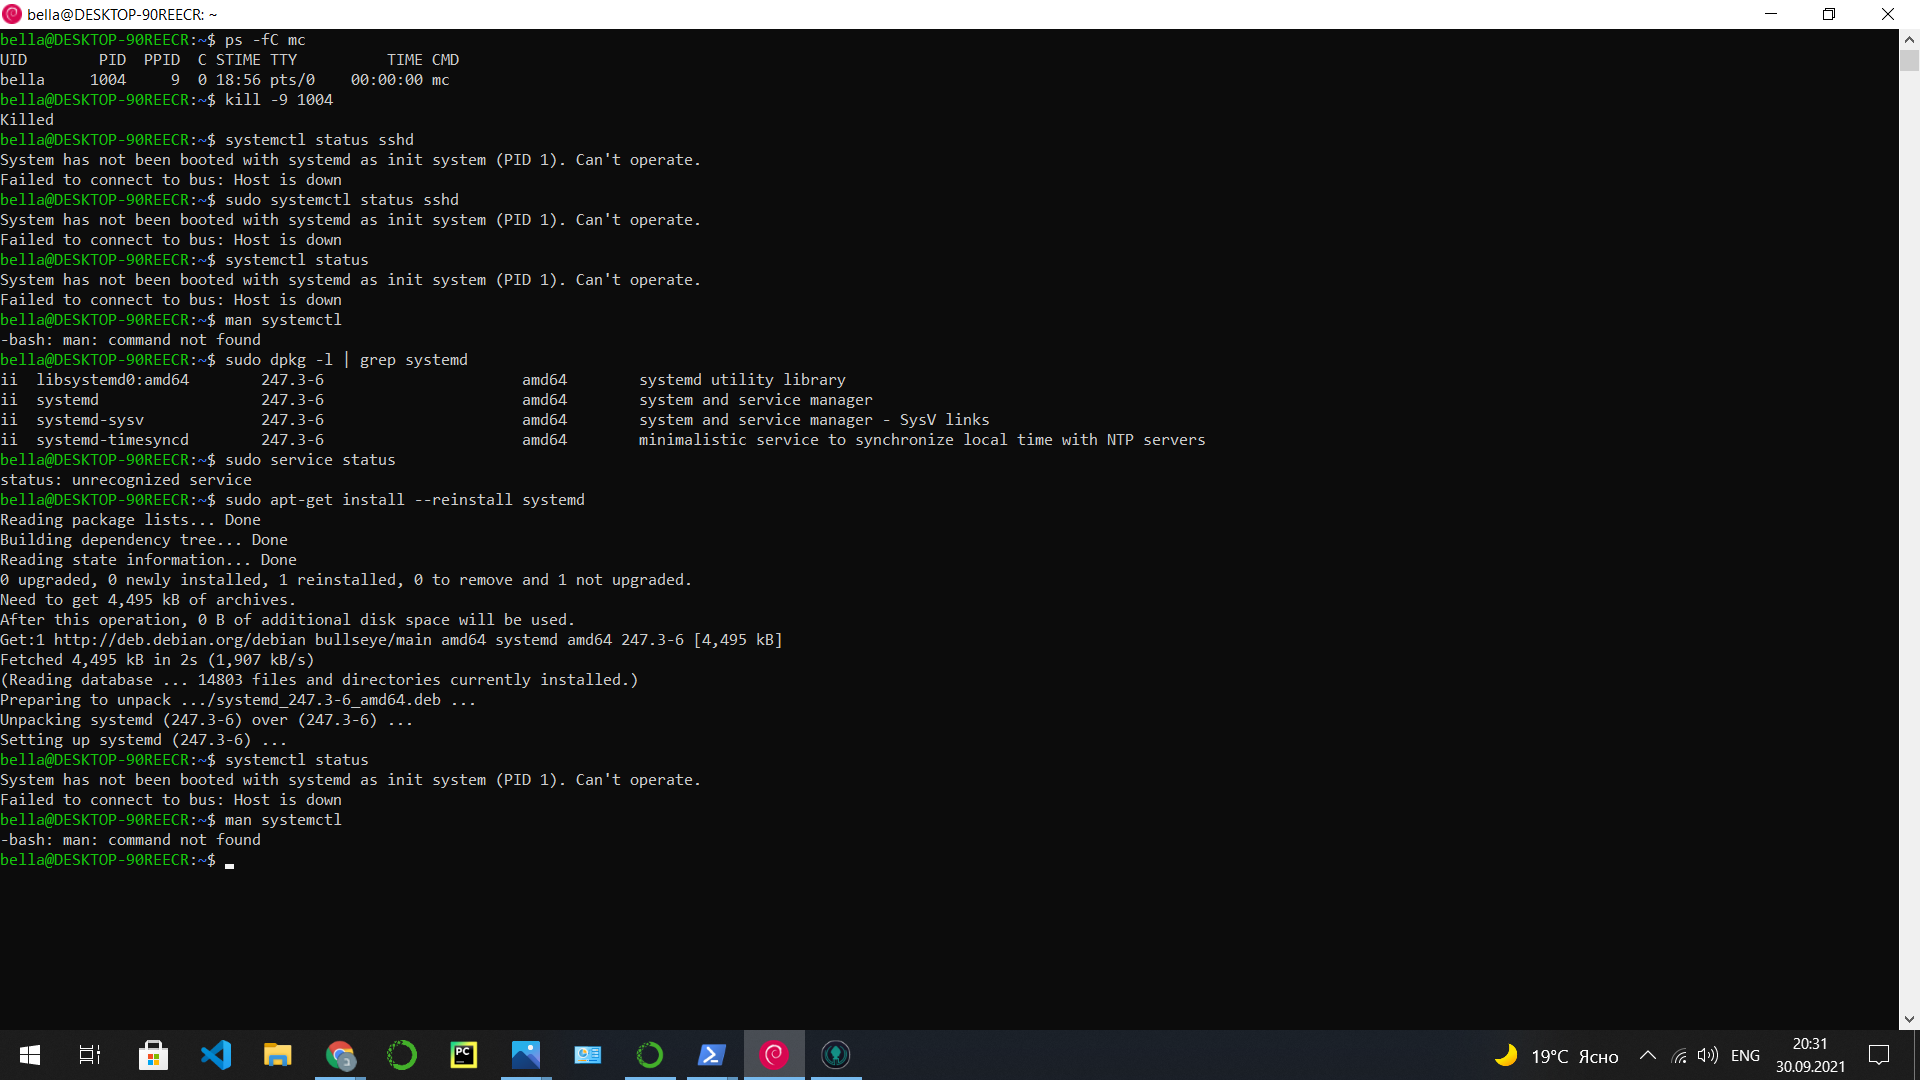 bella@DESKTOP-90REECR: ~
bella@DESKTOP-90REECR:~$ ps -fC mc
UID        PID  PPID  C STIME TTY          TIME CMD
bella     1004     9  0 18:56 pts/0    00:00:00 mc
bella@DESKTOP-90REECR:~$ kill -9 1004
Killed
bella@DESKTOP-90REECR:~$ systemctl status sshd
System has not been booted with systemd as init system (PID 1). Can't operate.
Failed to connect to bus: Host is down
bella@DESKTOP-90REECR:~$ sudo systemctl status sshd
System has not been booted with systemd as init system (PID 1). Can't operate.
Failed to connect to bus: Host is down
bella@DESKTOP-90REECR:~$ systemctl status
System has not been booted with systemd as init system (PID 1). Can't operate.
Failed to connect to bus: Host is down
bella@DESKTOP-90REECR:~$ man systemctl
-bash: man: command not found
bella@DESKTOP-90REECR:~$ sudo dpkg -l | grep systemd
ii  libsystemd0:amd64        247.3-6                      amd64        systemd utility library
ii  systemd                  247.3-6                      amd64        system and service manager
ii  systemd-sysv             247.3-6                      amd64        system and service manager - SysV links
ii  systemd-timesyncd        247.3-6                      amd64        minimalistic service to synchronize local time with NTP servers
bella@DESKTOP-90REECR:~$ sudo service status
status: unrecognized service
bella@DESKTOP-90REECR:~$ sudo apt-get install --reinstall systemd
Reading package lists... Done
Building dependency tree... Done
Reading state information... Done
0 upgraded, 0 newly installed, 1 reinstalled, 0 to remove and 1 not upgraded.
Need to get 4,495 kB of archives.
After this operation, 0 B of additional disk space will be used.
Get:1 http://deb.debian.org/debian bullseye/main amd64 systemd amd64 247.3-6 [4,495 kB]
Fetched 4,495 kB in 2s (1,907 kB/s)
(Reading database ... 14803 files and directories currently installed.)
Preparing to unpack .../systemd_247.3-6_amd64.deb ...
Unpacking systemd (247.3-6) over (247.3-6) ...
Setting up systemd (247.3-6) ...
bella@DESKTOP-90REECR:~$ systemctl status
System has not been booted with systemd as init system (PID 1). Can't operate.
Failed to connect to bus: Host is down
bella@DESKTOP-90REECR:~$ man systemctl
-bash: man: command not found
bella@DESKTOP-90REECR:~$
PC
19°C Ясно
ENG
20:31
30.09.2021